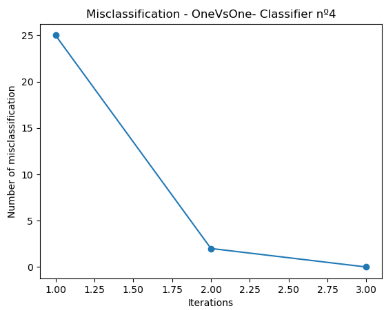 Misclassification - OneVsOne- Classifier nº4
25
20
15
10
5
0
Number of misclassification
1.00 1.25 1.50 1.75 2.00 2.25 2.50 2.75 3.00
Iterations